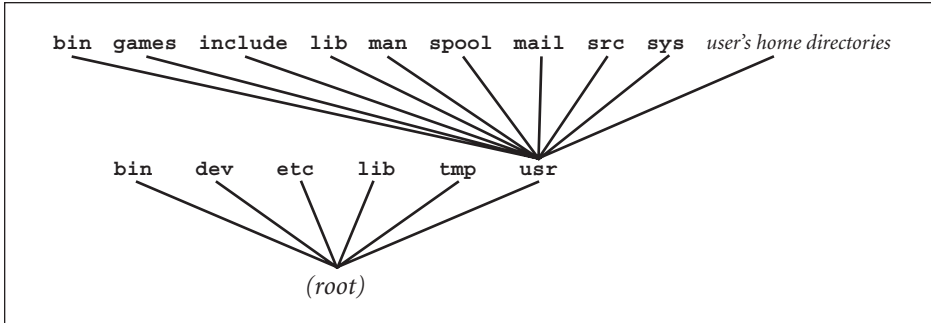 bin games include lib man spool mail src sys user's home directories
bin dev etc lib tmp usr
(root)